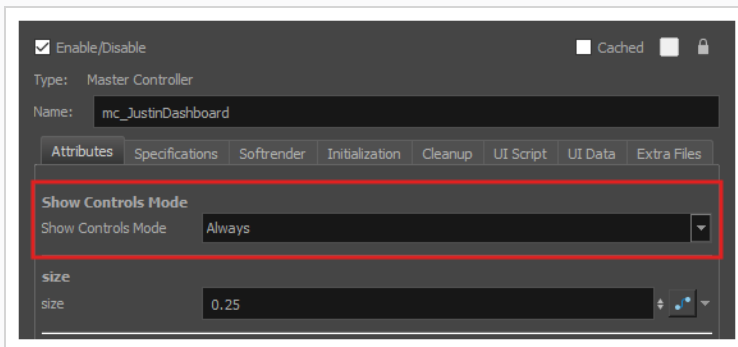 Enable/Disable Cached
Type: Master Controller
Name: mc_JustinDashboard
Attributes Specifications Softrender Initialization Cleanup UI Script UI Data Extra Files
Show Controls Mode
Show Controls Mode Always
size
size 0.25